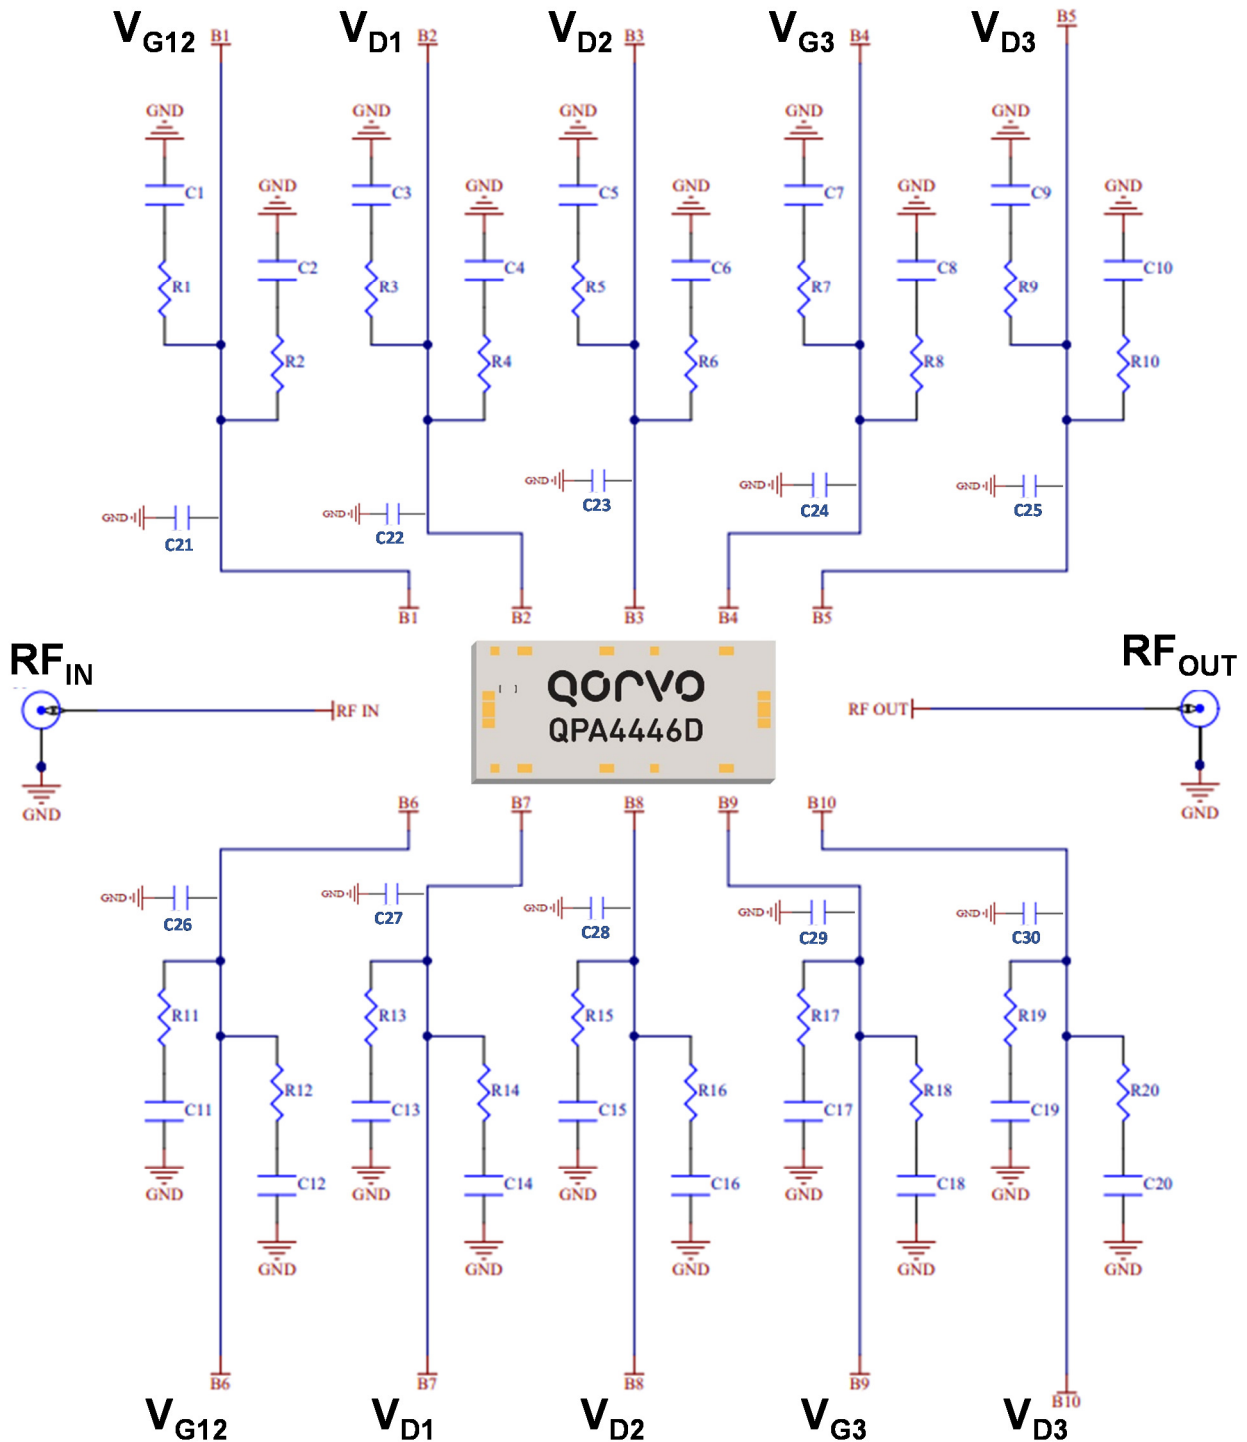 VG12 B1 VD1 B2 VD2 B3 VG3 B4 VD3 B5
GND GND GND GND GND
C1 C3 C5 C7 C9
GND GND GND GND GND
C2 C4 C6 C8 C10
R1 R3 R5 R7 R9
R2 R4 R6 R8 R10
GND C21 GND C22 GND C23 GND C24 GND C25
B1 B2 B3 B4 B5
RFIN RFOUT
QORVO
RF IN RF OUT
QPA4446D
GND GND
B6 B7 B8 B9 B10
GND C26 GND C27 GND C28 GND C29 GND C30
R11 R13 R15 R17 R19
R12 R14 R16 R18 R20
C11 C13 C15 C17 C19
C12 C14 C16 C18 C20
GND GND GND GND GND
GND GND GND GND GND
B6 B7 B8 B9 B10
VG12 VD1 VD2 VG3 VD3